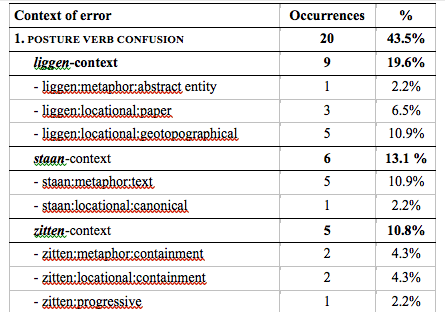 Context of error Occurrences %
1. POSTURE VERB CONFUSION 20 43.5%
liggen-context 9 19.6%
- liggen:metaphor:abstract entity 1 2.2%
- liggen:locational:paper 3 6.5%
- liggen:locational:geotopographical 5 10.9%
staan-context 6 13.1 %
- staan:metaphor:text 5 10.9%
- staan:locational:canonical 1 2.2%
zitten-context 5 10.8%
- zitten:metaphor:containment 2 4.3%
- zitten:locational:containment 2 4.3%
- zitten:progressive 1 2.2%